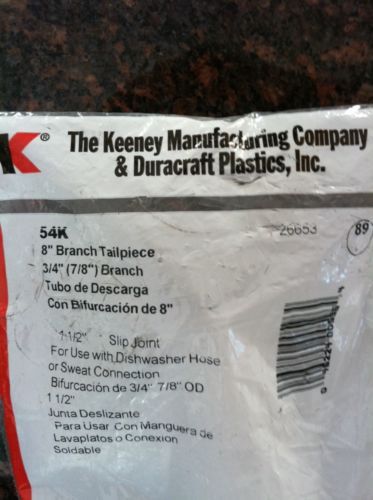 K®
The Keeney Manufacturing Company
& Duracraft Plastics, Inc.
54K 26653 89
8" Branch Tailpiece
3/4" (7/8") Branch
Tubo de Descarga
Con Bifurcación de 8"
1-1/2" Slip Joint
For Use with Dishwasher Hose
or Sweat Connection
Bifurcación de 3/4" 7/8" OD
1 1/2"
Junta Deslizante
Para Usar Con Manguera de
Lavaplatos o Conexion
Soldable